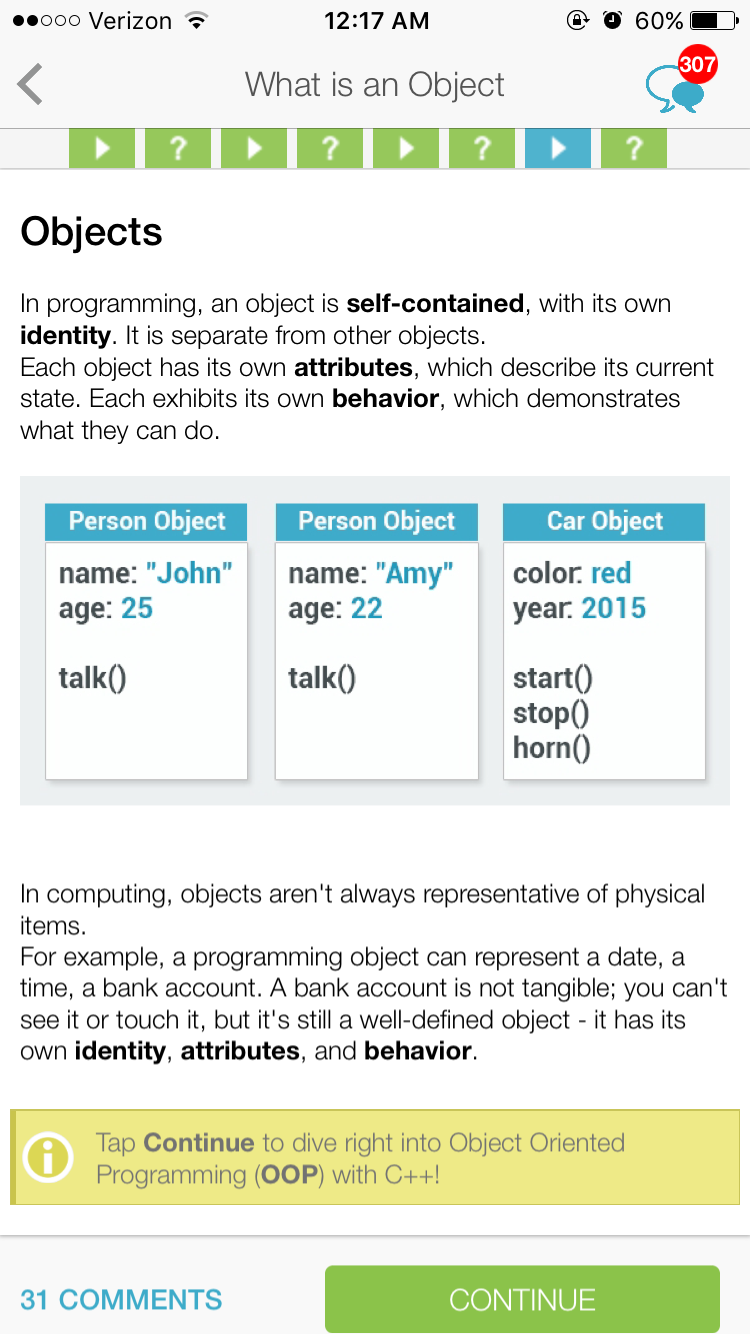 Verizon 12:17 AM 60%
What is an Object
307
? ? ? ?
Objects
In programming, an object is self-contained, with its own
identity. It is separate from other objects.
Each object has its own attributes, which describe its current
state. Each exhibits its own behavior, which demonstrates
what they can do.
Person Object
name: "John"
age: 25
talk()
Person Object
name: "Amy"
age: 22
talk()
Car Object
color: red
year: 2015
start()
stop()
horn()
In computing, objects aren't always representative of physical
items.
For example, a programming object can represent a date, a
time, a bank account. A bank account is not tangible; you can't
see it or touch it, but it's still a well-defined object - it has its
own identity, attributes, and behavior.
i
Tap Continue to dive right into Object Oriented
Programming (OOP) with C++!
31 COMMENTS
CONTINUE